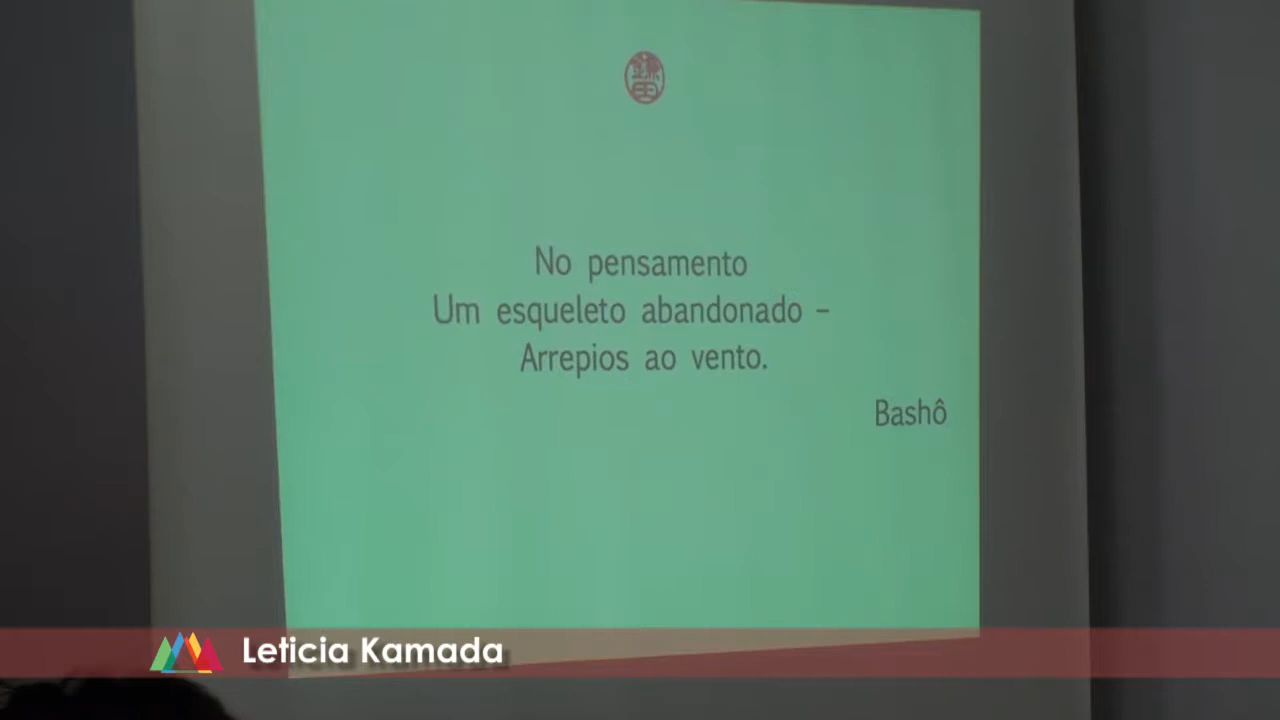 No pensamento
Um esqueleto abandonado –
Arrepios ao vento.
Bashô
Leticia Kamada